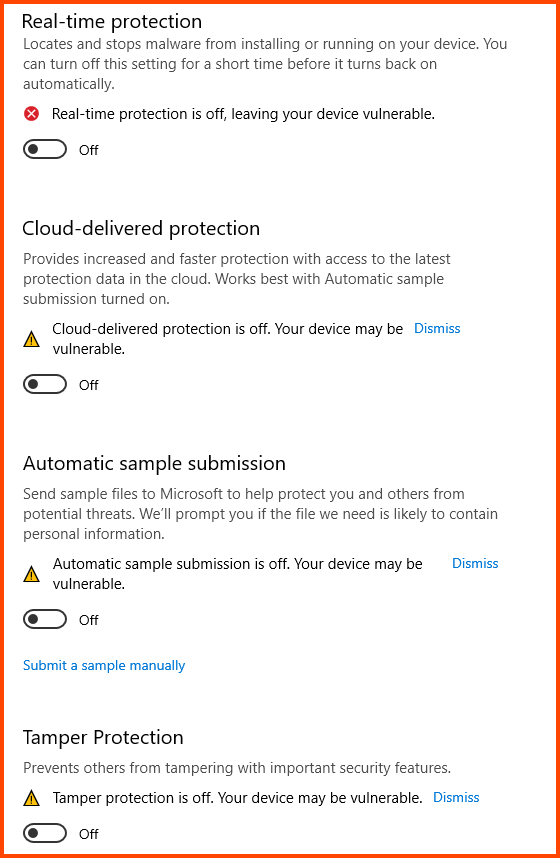 Real-time protection
Locates and stops malware from installing or running on your device. You
can turn off this setting for a short time before it turns back on
automatically.
Real-time protection is off, leaving your device vulnerable.
Off
Cloud-delivered protection
Provides increased and faster protection with access to the latest
protection data in the cloud. Works best with Automatic sample
submission turned on.
Cloud-delivered protection is off. Your device may be Dismiss
vulnerable.
Off
Automatic sample submission
Send sample files to Microsoft to help protect you and others from
potential threats. We’ll prompt you if the file we need is likely to contain
personal information.
Automatic sample submission is off. Your device may be Dismiss
vulnerable.
Off
Submit a sample manually
Tamper Protection
Prevents others from tampering with important security features.
Tamper protection is off. Your device may be vulnerable. Dismiss
Off